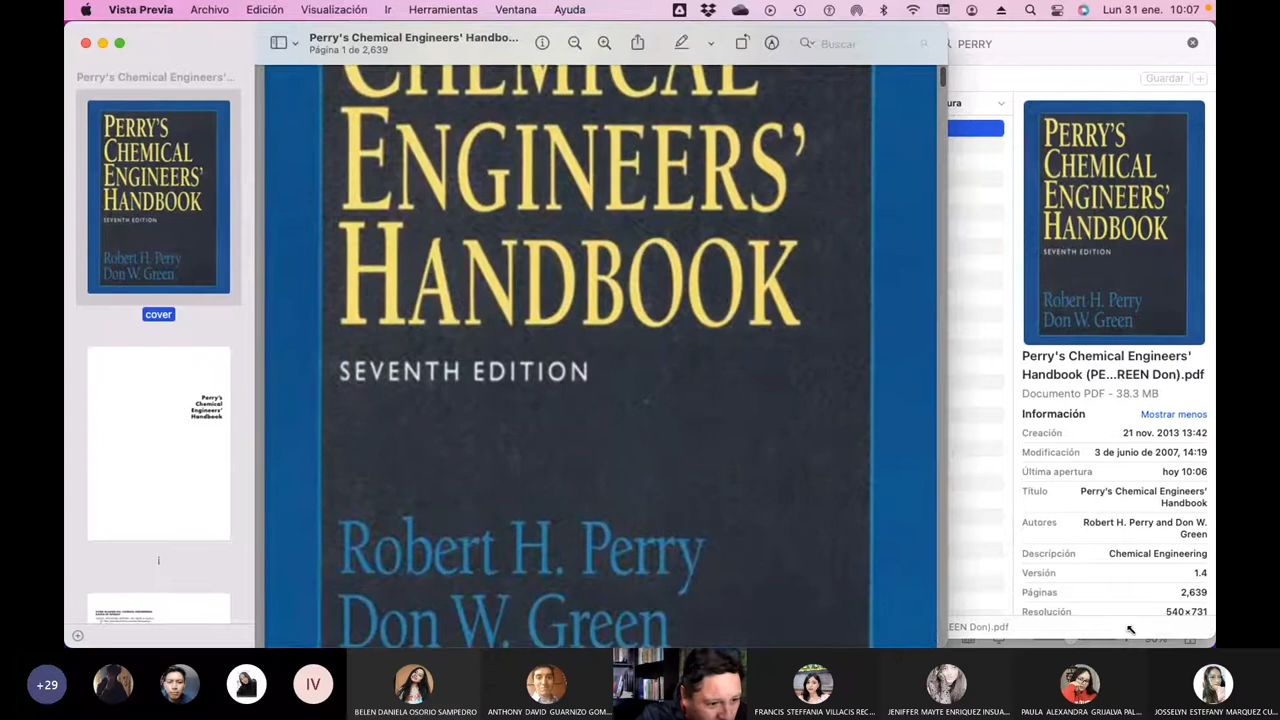 Vista Previa Archivo Edición Visualización Ir Herramientas Ventana Ayuda Lun 31 ene. 10:07
Perry's Chemical Engineers' Handbo...
Página 1 de 2,639
Buscar
PERRY
Perry's Chemical Engineers'...
Guardar
ura
PERRY'S
CHEMICAL
ENGINEERS'
HANDBOOK
SEVENTH EDITION
Robert H. Perry
Don W. Green
cover
Perry's
Chemical
Engineers'
Handbook
i
CHEMICAL
ENGINEERS'
HANDBOOK
SEVENTH EDITION
Robert H. Perry
Don W. Green
PERRY'S
CHEMICAL
ENGINEERS'
HANDBOOK
SEVENTH EDITION
Robert H. Perry
Don W. Green
Perry's Chemical Engineers'
Handbook (PE...REEN Don).pdf
Documento PDF - 38.3 MB
Información Mostrar menos
Creación 21 nov. 2013 13:42
Modificación 3 de junio de 2007, 14:19
Última apertura hoy 10:06
Título Perry's Chemical Engineers'
Handbook
Autores Robert H. Perry and Don W.
Green
Descripción Chemical Engineering
Versión 1.4
Páginas 2,639
Resolución 540×731
EEN Don).pdf
+29
IV
BELEN DANIELA OSORIO SAMPEDRO
ANTHONY DAVID GUARNIZO GOM...
FRANCIS STEFFANIA VILLACIS REC...
JENIFFER MAYTE ENRIQUEZ INSUA...
PAULA ALEXANDRA GRIJALVA PAL...
JOSSELYN ESTEFANY MARQUEZ CU...